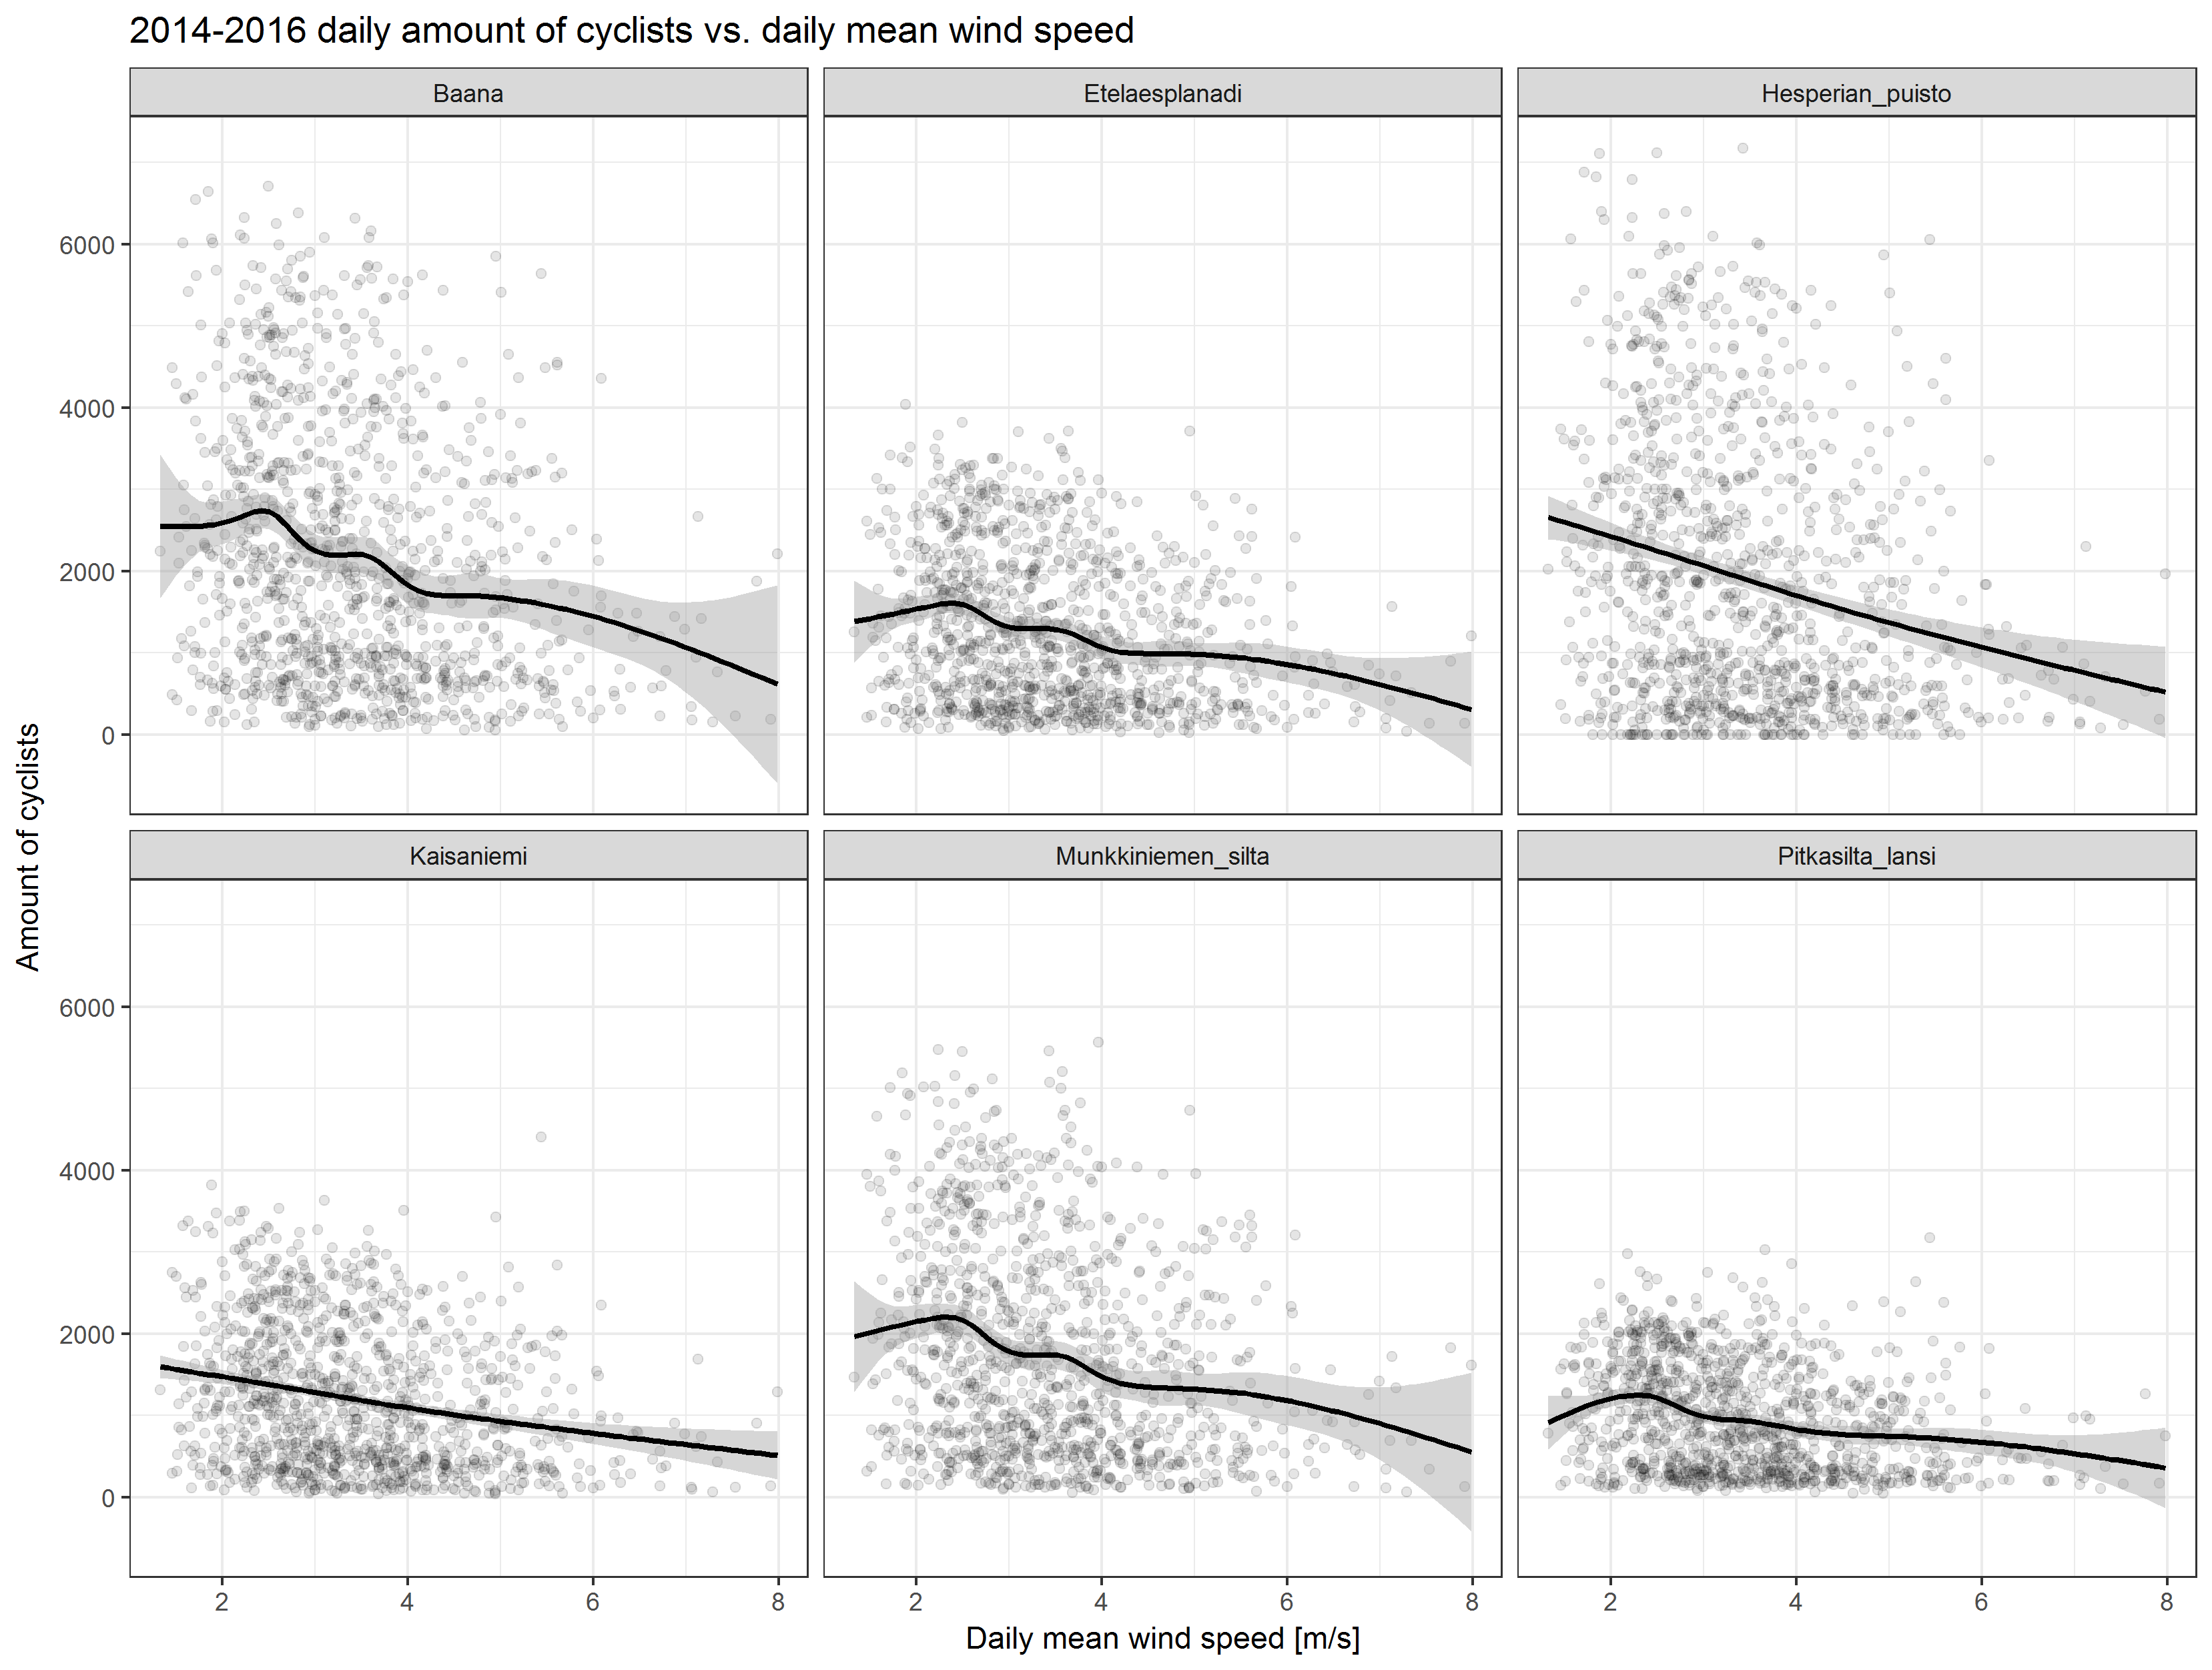 2014-2016 daily amount of cyclists vs. daily mean wind speed
Baana
Etelaesplanadi
Hesperian_puisto
6000
4000
2000
0
Kaisaniemi
Munkkiniemen_silta
Pitkasilta_lansi
6000
4000
2000
0
Amount of cyclists
2 4 6 8
2 4 6 8
2 4 6 8
Daily mean wind speed [m/s]